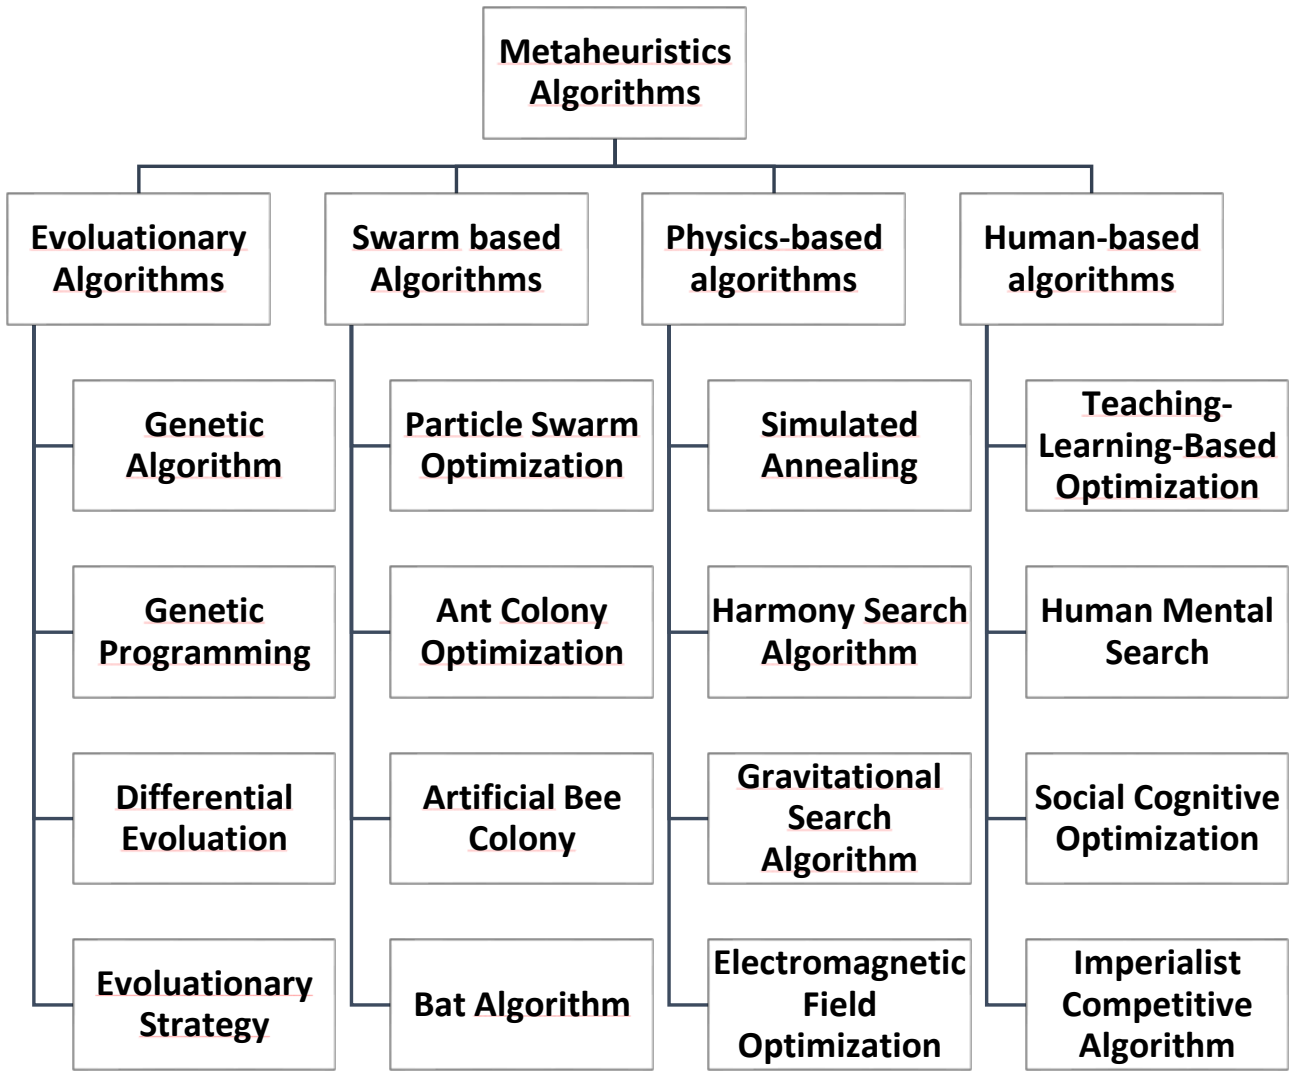 Metaheuristics
Algorithms
Evoluationary
Algorithms
Swarm based
Algorithms
Physics-based
algorithms
Human-based
algorithms
Genetic
Algorithm
Particle Swarm
Optimization
Simulated
Annealing
Teaching-
Learning-Based
Optimization
Genetic
Programming
Ant Colony
Optimization
Harmony Search
Algorithm
Human Mental
Search
Differential
Evoluation
Artificial Bee
Colony
Gravitational
Search
Algorithm
Social Cognitive
Optimization
Evoluationary
Strategy
Bat Algorithm
Electromagnetic
Field
Optimization
Imperialist
Competitive
Algorithm